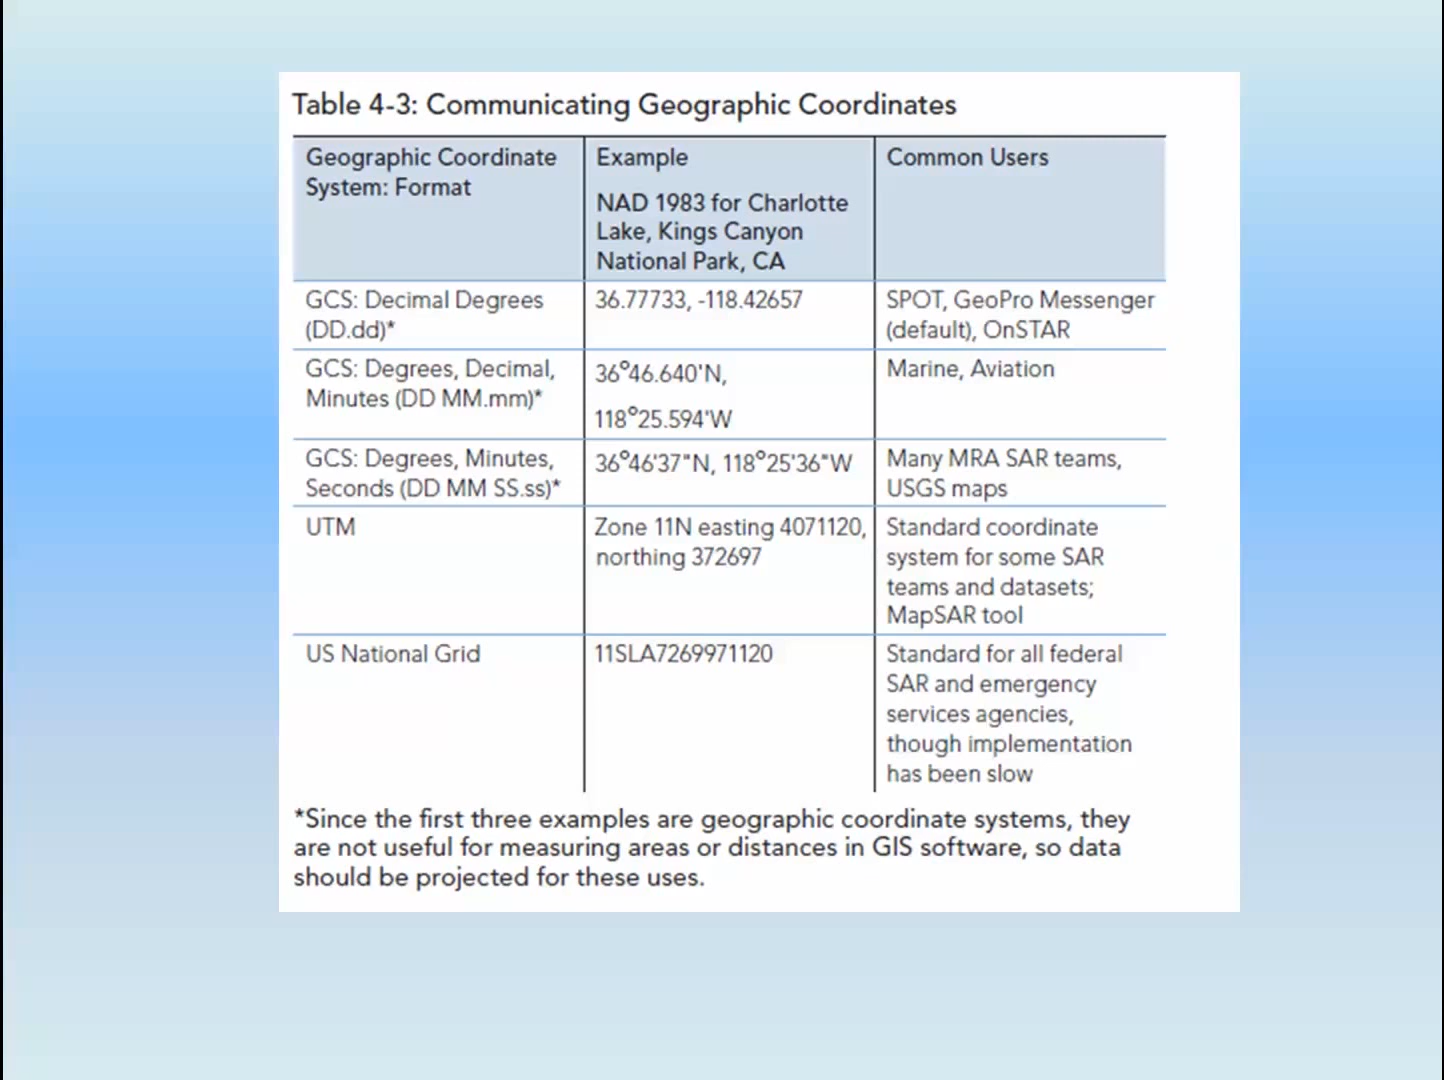 Table 4-3: Communicating Geographic Coordinates
Geographic Coordinate
System: Format
Example
NAD 1983 for Charlotte
Lake, Kings Canyon
National Park, CA
Common Users
GCS: Decimal Degrees
(DD.dd)*
36.77733, -118.42657
SPOT, GeoPro Messenger
(default), OnSTAR
GCS: Degrees, Decimal,
Minutes (DD MM.mm)*
36°46.640'N,
118°25.594'W
Marine, Aviation
GCS: Degrees, Minutes,
Seconds (DD MM SS.ss)*
36°46'37"N, 118°25'36"W
Many MRA SAR teams,
USGS maps
UTM
Zone 11N easting 4071120,
northing 372697
Standard coordinate
system for some SAR
teams and datasets;
MapSAR tool
US National Grid
11SLA7269971120
Standard for all federal
SAR and emergency
services agencies,
though implementation
has been slow
*Since the first three examples are geographic coordinate systems, they
are not useful for measuring areas or distances in GIS software, so data
should be projected for these uses.